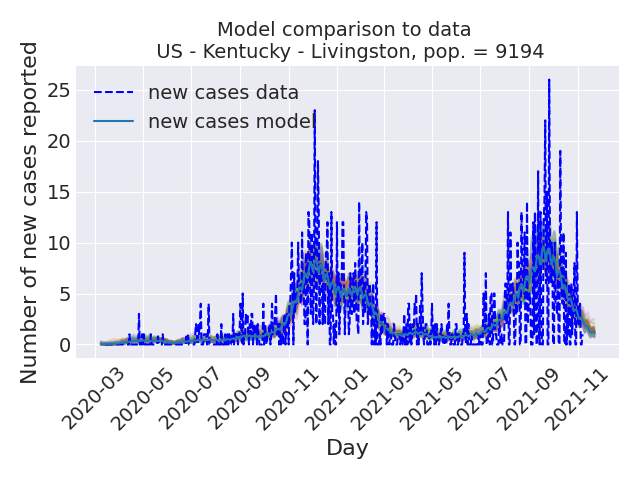 Model comparison to data
US - Kentucky - Livingston, pop. = 9194
Number of new cases reported
25
20
15
10
5
0
new cases data
new cases model
2020-03
2020-05
2020-07
2020-09
2020-11
2021-01
2021-03
2021-05
2021-07
2021-09
2021-11
Day